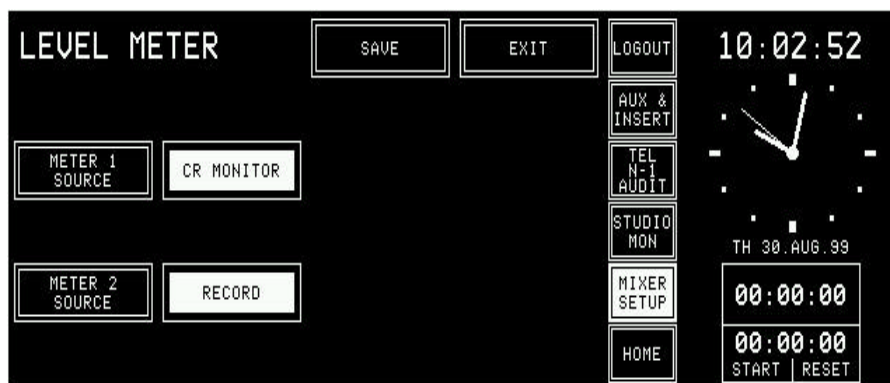 LEVEL METER
SAVE
EXIT
LOGOUT
10:02:52
AUX &
INSERT
METER 1
SOURCE
CR MONITOR
TEL
N-1
AUDIT
STUDIO
MON
TH 30.AUG.99
METER 2
SOURCE
RECORD
MIXER
SETUP
00:00:00
HOME
00:00:00
START | RESET